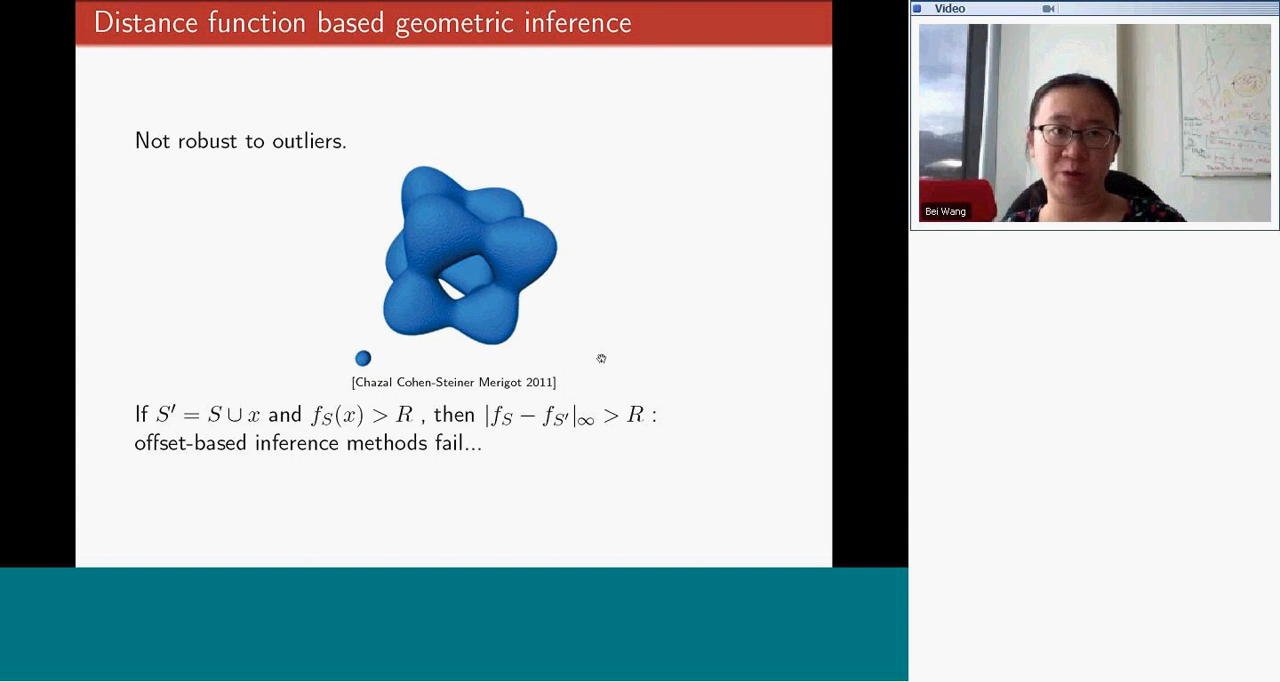 Distance function based geometric inference
Not robust to outliers.
[Chazal Cohen-Steiner Merigot 2011]
If S′ = S ∪ x and f_S(x) > R , then |f_S − f_{S′}|_∞ > R :
offset-based inference methods fail...
Video
Bei Wang